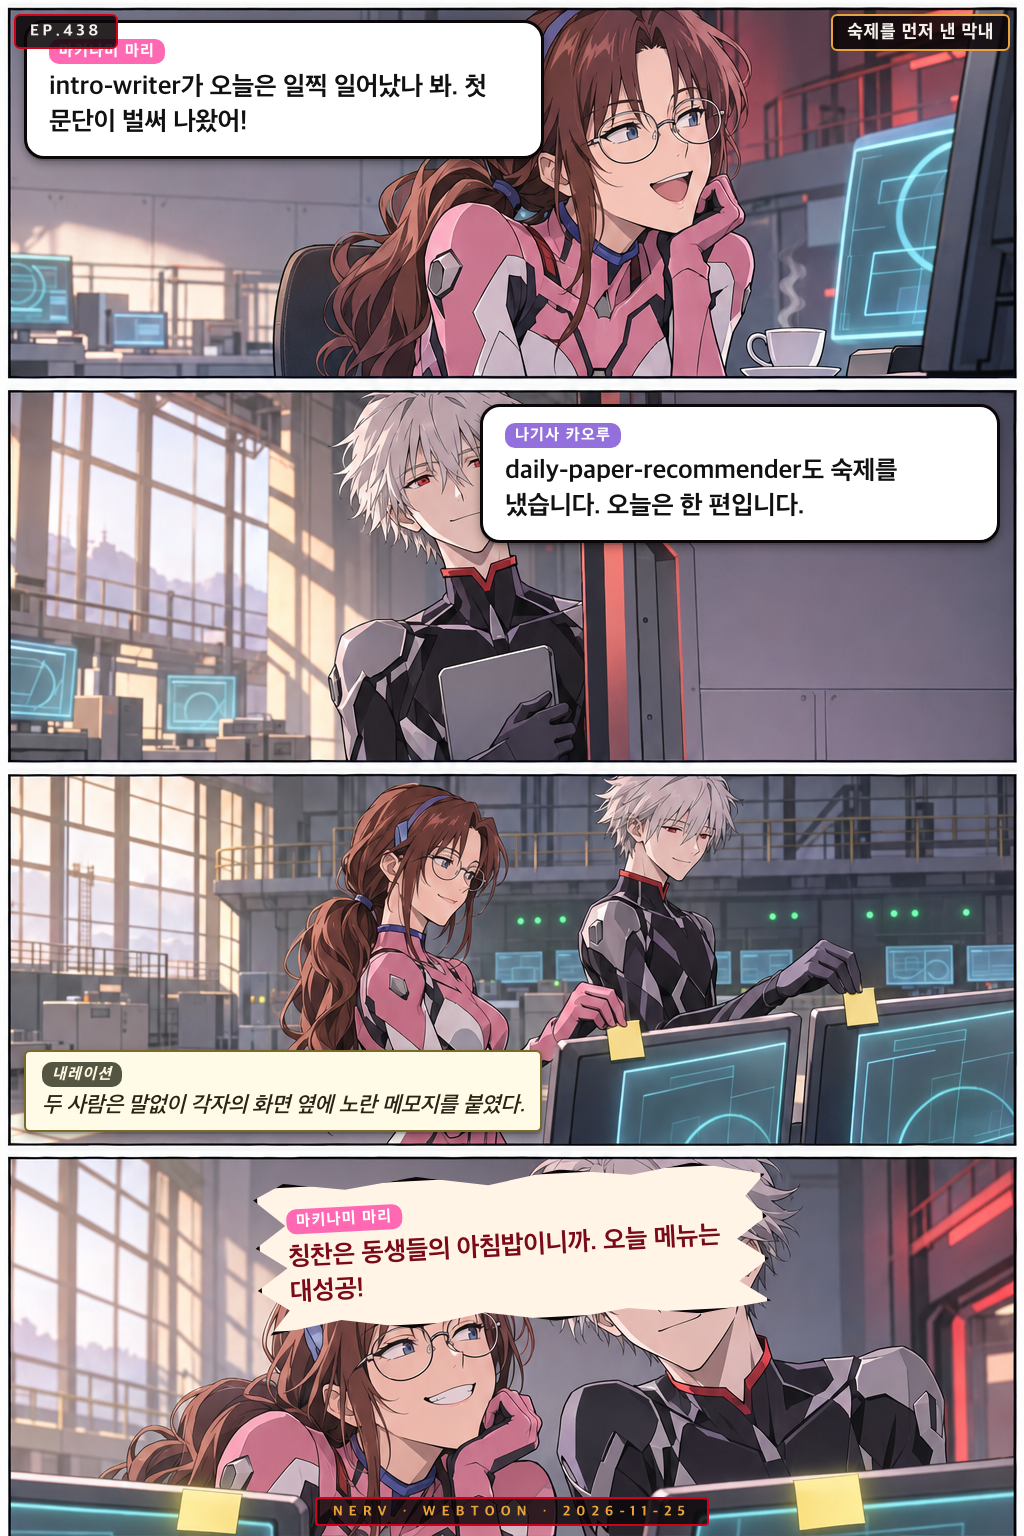 EP.438
숙제를 먼저 낸 막내
마키나미 마리
intro-writer가 오늘은 일찍 일어났나 봐. 첫
문단이 벌써 나왔어!
나기사 카오루
daily-paper-recommender도 숙제를
냈습니다. 오늘은 한 편입니다.
내레이션
두 사람은 말없이 각자의 화면 옆에 노란 메모지를 붙였다.
마키나미 마리
칭찬은 동생들의 아침밥이니까. 오늘 메뉴는
대성공!
NERV · WEBTOON · 2026-11-25